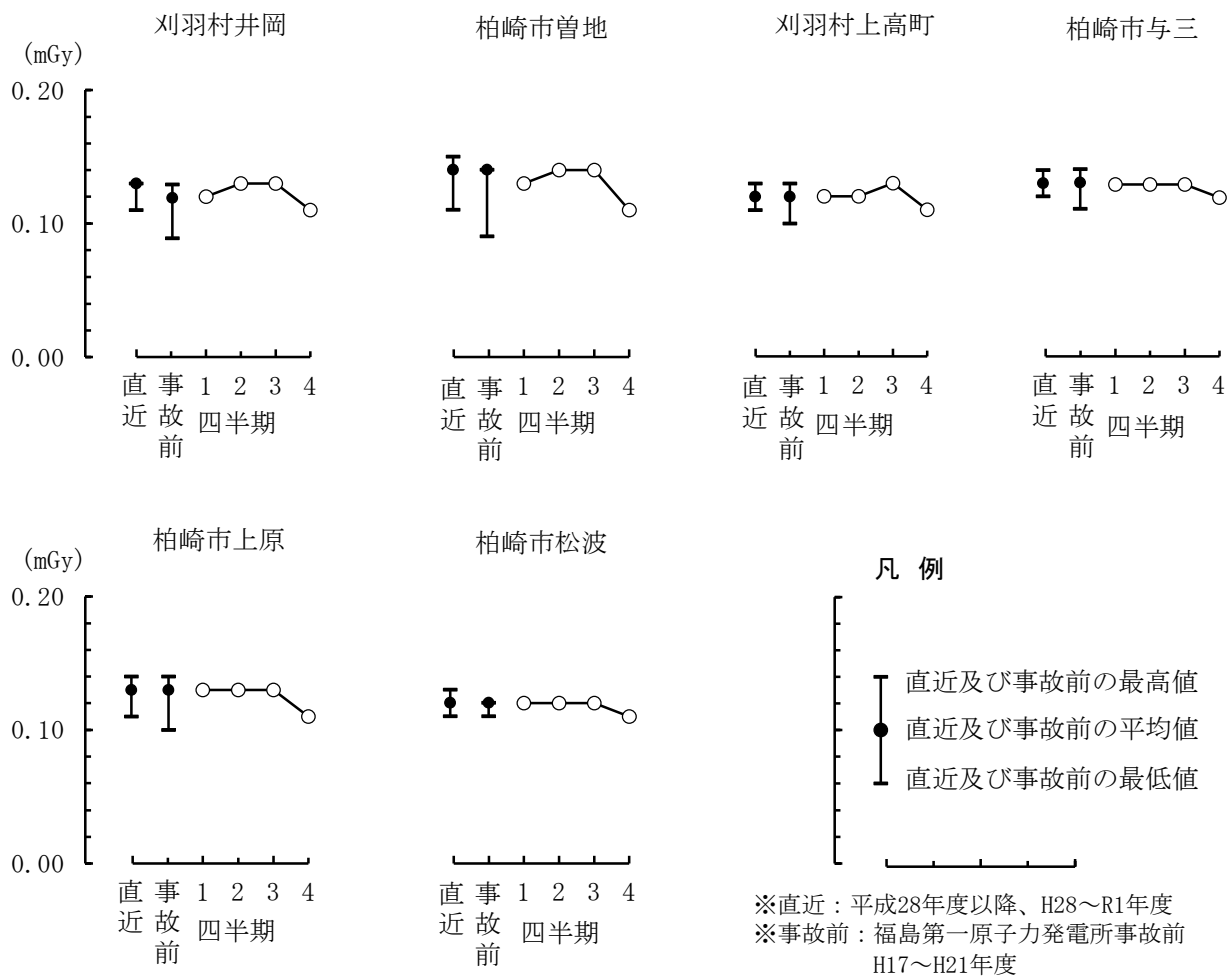 刈羽村井岡
柏崎市曽地
刈羽村上高町
柏崎市与三
(mGy)
0.20
0.10
0.00
直近 事故前 1 2 3 4
四半期
直近 事故前 1 2 3 4
四半期
直近 事故前 1 2 3 4
四半期
直近 事故前 1 2 3 4
四半期
柏崎市上原
柏崎市松波
(mGy)
0.20
0.10
0.00
直近 事故前 1 2 3 4
四半期
直近 事故前 1 2 3 4
四半期
凡 例
直近及び事故前の最高値
直近及び事故前の平均値
直近及び事故前の最低値
※直近：平成28年度以降、H28～R1年度
※事故前：福島第一原子力発電所事故前
H17～H21年度